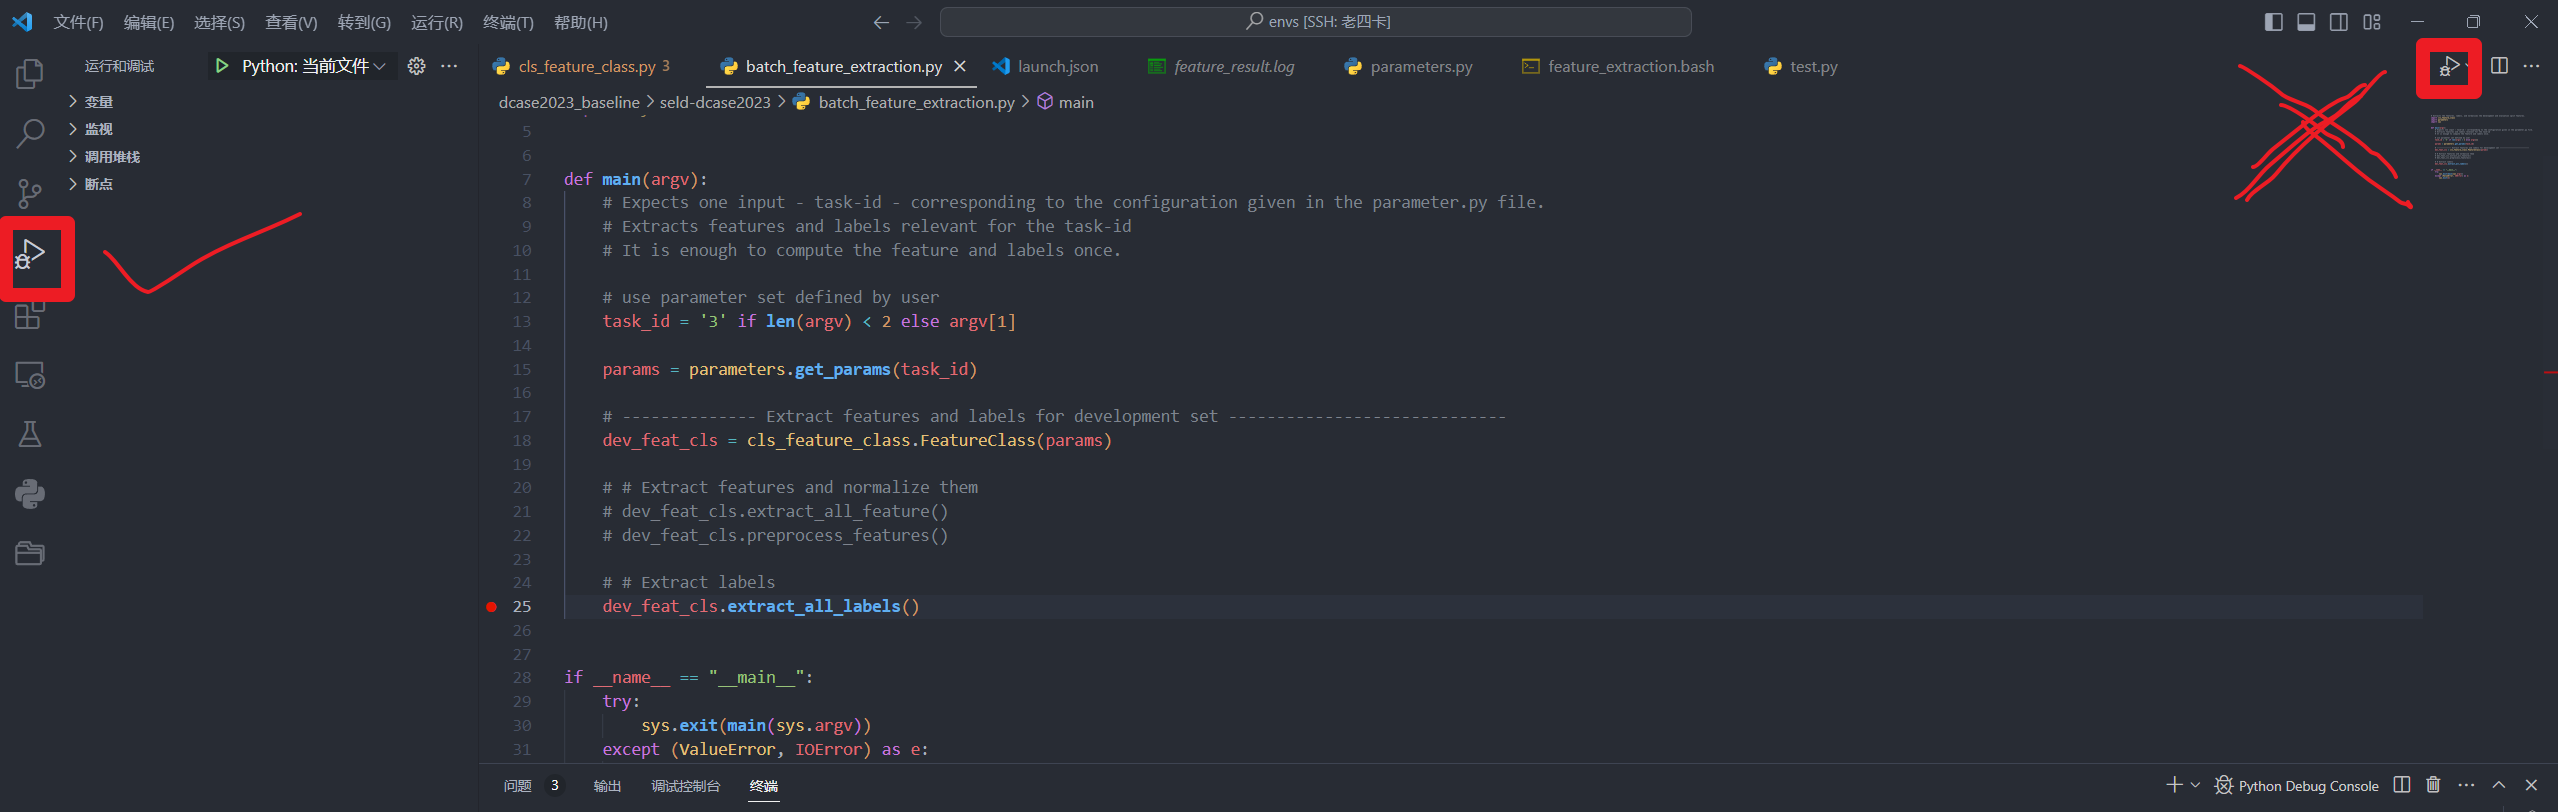 文件(F) 编辑(E) 选择(S) 查看(V) 转到(G) 运行(R) 终端(T) 帮助(H) envs [SSH: 老四卡]
运行和调试 Python: 当前文件
cls_feature_class.py 3 batch_feature_extraction.py launch.json feature_result.log parameters.py feature_extraction.bash test.py
变量
监视
调用堆栈
断点
dcase2023_baseline seld-dcase2023 batch_feature_extraction.py main
5
6
7 def main(argv):
8 # Expects one input - task-id - corresponding to the configuration given in the parameter.py file.
9 # Extracts features and labels relevant for the task-id
10 # It is enough to compute the feature and labels once.
11
12 # use parameter set defined by user
13 task_id = '3' if len(argv) < 2 else argv[1]
14
15 params = parameters.get_params(task_id)
16
17 # -------------- Extract features and labels for development set -----------------------------
18 dev_feat_cls = cls_feature_class.FeatureClass(params)
19
20 # # Extract features and normalize them
21 # dev_feat_cls.extract_all_feature()
22 # dev_feat_cls.preprocess_features()
23
24 # # Extract labels
25 dev_feat_cls.extract_all_labels()
26
27
28 if __name__ == "__main__":
29 try:
30 sys.exit(main(sys.argv))
31 except (ValueError, IOError) as e:
问题 3 输出 调试控制台 终端 Python Debug Console